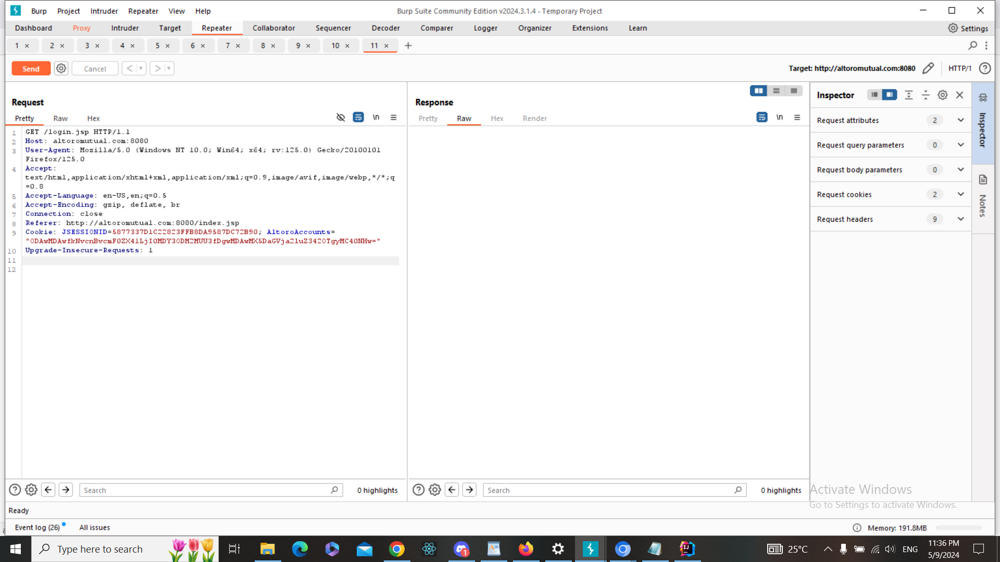 Burp Project Intruder Repeater View Help
Burp Suite Community Edition v2024.3.1.4 - Temporary Project
Dashboard Proxy Intruder Target Repeater Collaborator Sequencer Decoder Comparer Logger Organizer Extensions Learn
Settings
1 × 2 × 3 × 4 × 5 × 6 × 7 × 8 × 9 × 10 × 11 × +
Send Cancel < >
Target: http://altoromutual.com:8080 HTTP/1 ?
Request
Pretty Raw Hex \n
1 GET /login.jsp HTTP/1.1
2 Host: altoromutual.com:8080
3 User-Agent: Mozilla/5.0 (Windows NT 10.0; Win64; x64; rv:125.0) Gecko/20100101
Firefox/125.0
4 Accept:
text/html,application/xhtml+xml,application/xml;q=0.9,image/avif,image/webp,*/*;q
=0.8
5 Accept-Language: en-US,en;q=0.5
6 Accept-Encoding: gzip, deflate, br
7 Connection: close
8 Referer: http://altoromutual.com:8080/index.jsp
9 Cookie: JSESSIONID=5877337D1C22823FFB8DA9587DC72B90; AltoroAccounts=
"ODAwMDAwfkNvcnBvcmF0ZX41LjI0MDY3ODM2MUU3fDgwMDAwMX5DaGVja2luZ3420TgyMC40NHw="
10 Upgrade-Insecure-Requests: 1
11
12
Response
Pretty Raw Hex Render \n
Inspector
Request attributes 2
Request query parameters 0
Request body parameters 0
Request cookies 2
Request headers 9
Inspector
Notes
? Search 0 highlights
? Search 0 highlights
Activate Windows
Go to Settings to activate Windows.
Ready
Event log (26) All issues
Memory: 191.8MB
Type here to search
1
IJ
25°C
ENG
11:36 PM
5/9/2024